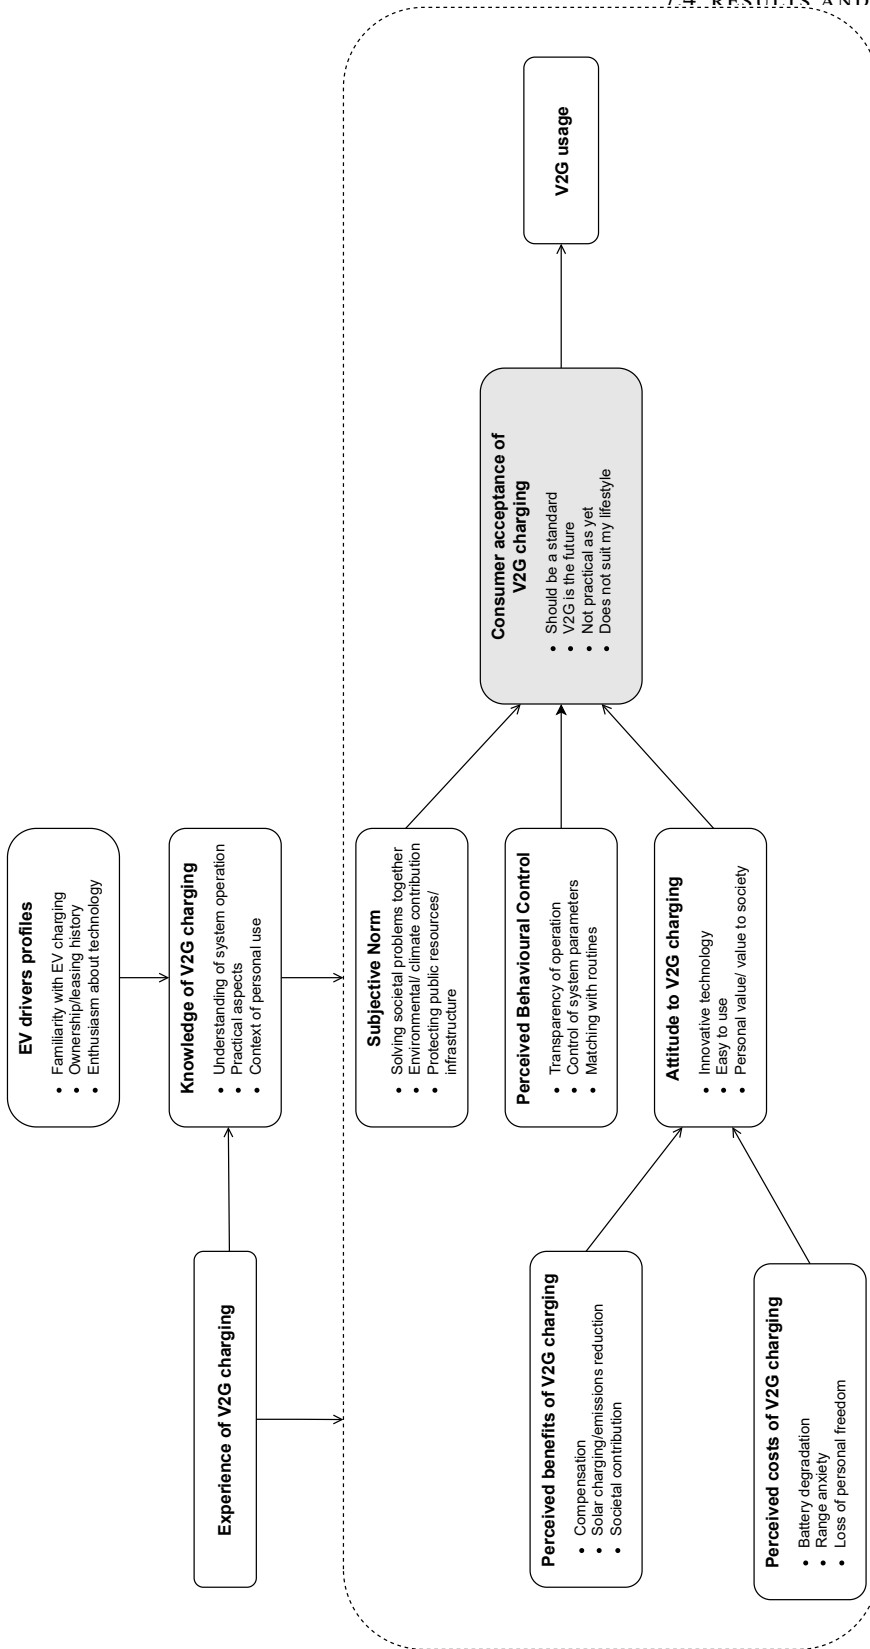 7.4. RESULTS AND
EV drivers profiles
• Familiarity with EV charging
• Ownership/leasing history
• Enthusiasm about technology
Experience of V2G charging
Knowledge of V2G charging
• Understanding of system operation
• Practical aspects
• Context of personal use
Subjective Norm
• Solving societal problems together
• Environmental/ climate contribution
• Protecting public resources/
infrastructure
Perceived benefits of V2G charging
• Compensation
• Solar charging/emissions reduction
• Societal contribution
Perceived Behavioural Control
• Transparency of operation
• Control of system parameters
• Matching with routines
Consumer acceptance of
V2G charging
• Should be a standard
• V2G is the future
• Not practical as yet
• Does not suit my lifestyle
V2G usage
Perceived costs of V2G charging
• Battery degradation
• Range anxiety
• Loss of personal freedom
Attitude to V2G charging
• Innovative technology
• Easy to use
• Personal value/ value to society